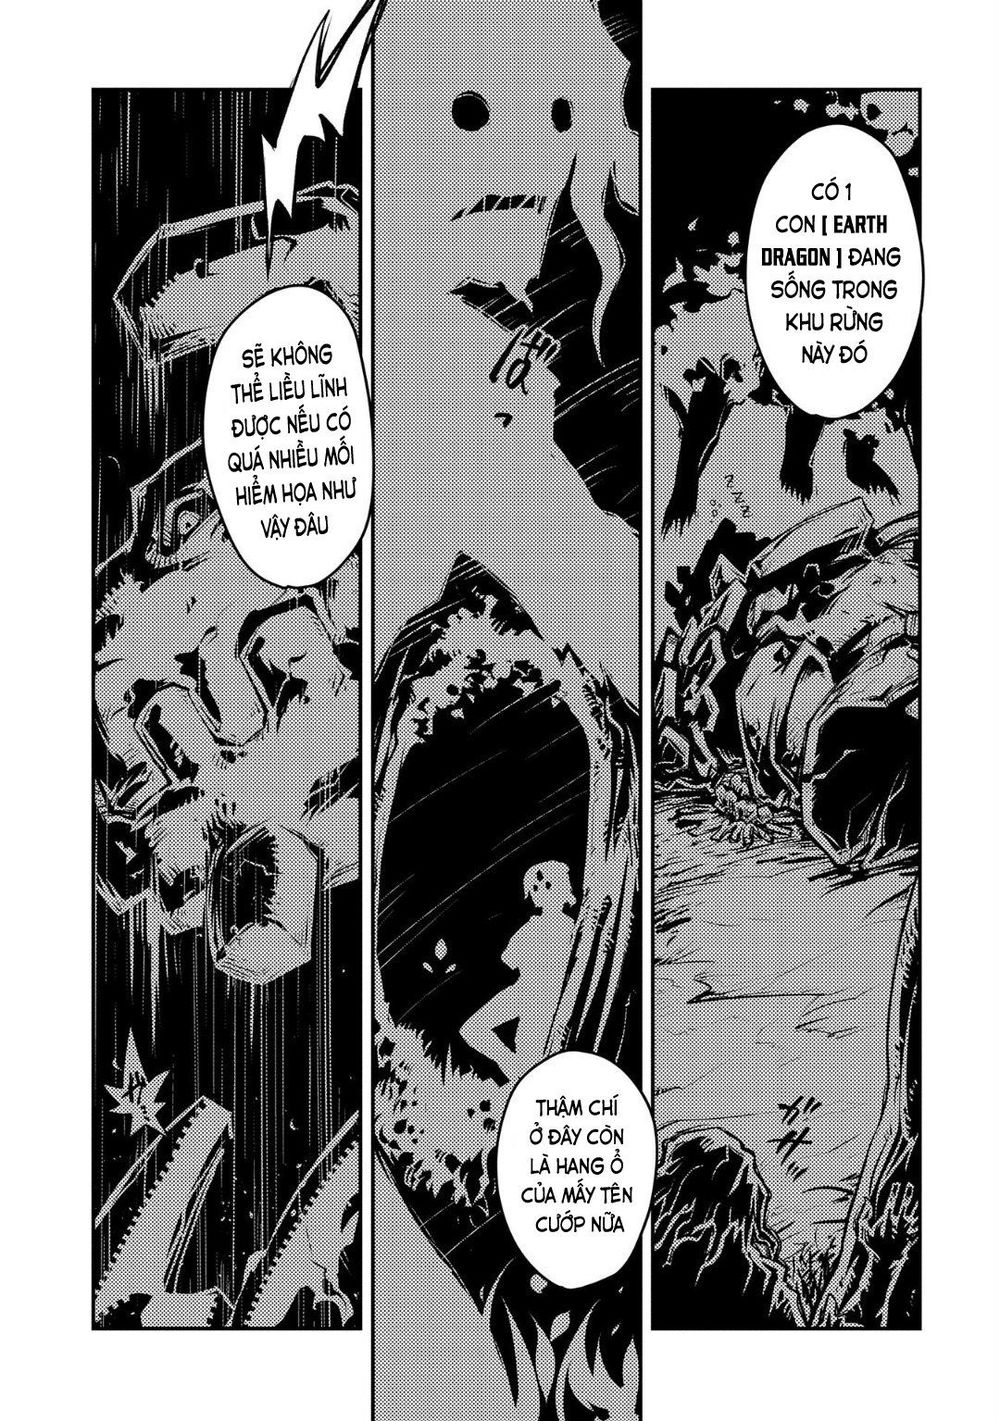 CÓ 1
CON [ EARTH
DRAGON ] ĐANG
SỐNG TRONG
KHU RỪNG
NÀY ĐÓ
ZZZZ
THẬM CHÍ
Ở ĐÂY CÒN
LÀ HANG Ổ
CỦA MẤY TÊN
CƯỚP NỮA
SẼ KHÔNG
THỂ LIỀU LĨNH
ĐƯỢC NẾU CÓ
QUÁ NHIỀU MỐI
HIỂM HỌA NHƯ
VẬY ĐÂU